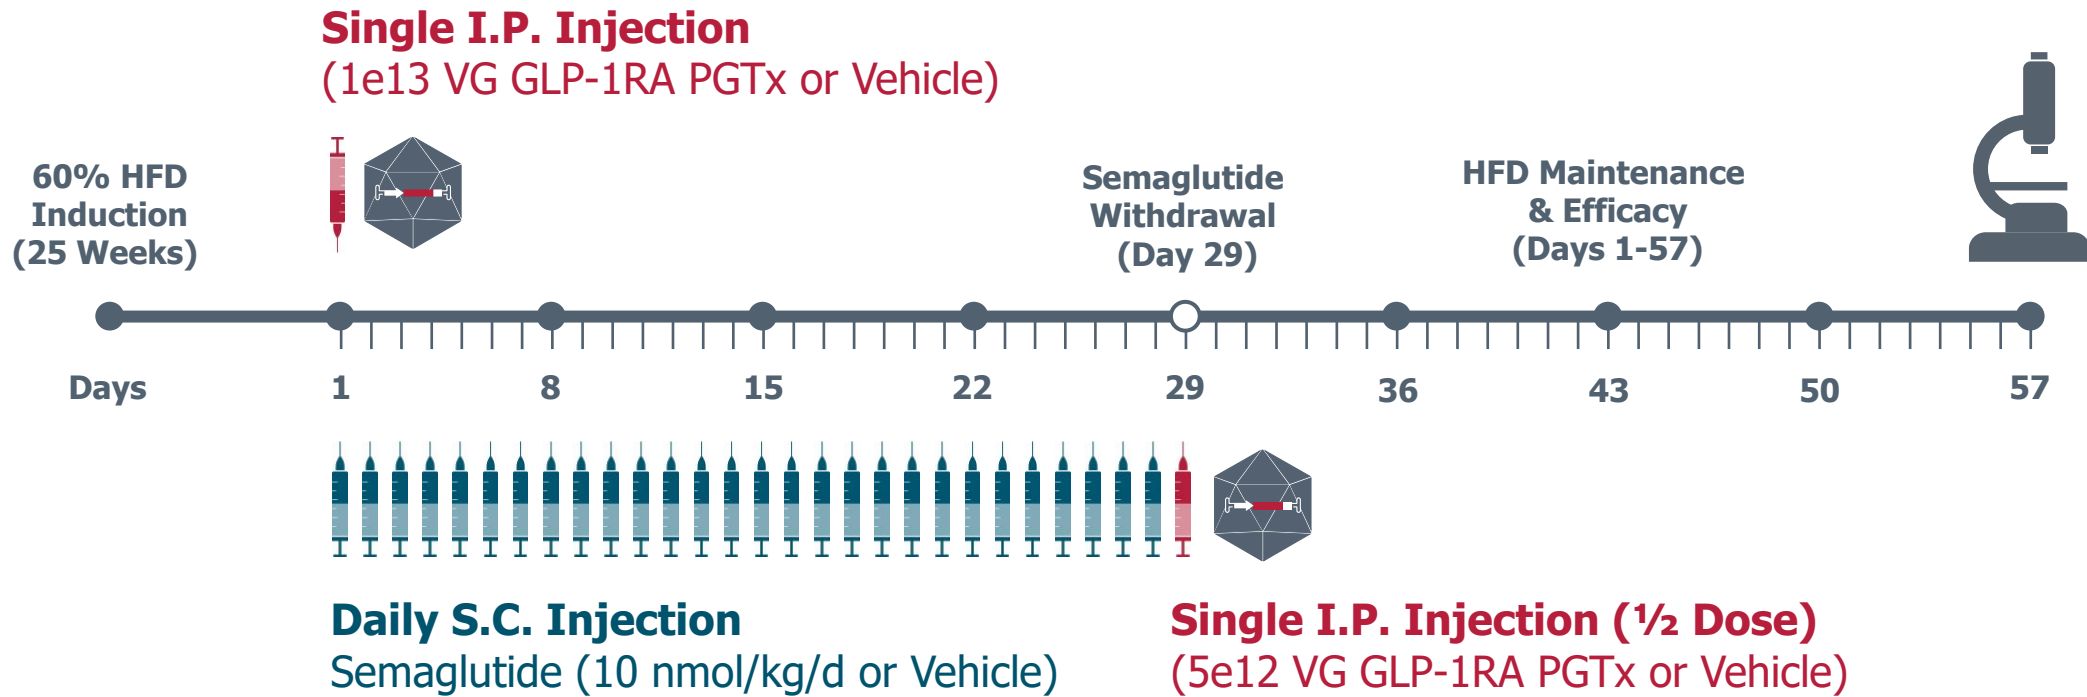 Single I.P. Injection
(1e13 VG GLP-1RA PGTx or Vehicle)
60% HFD
Induction
(25 Weeks)
Semaglutide
Withdrawal
(Day 29)
HFD Maintenance
& Efficacy
(Days 1-57)
Days 1 8 15 22 29 36 43 50 57
Daily S.C. Injection
Semaglutide (10 nmol/kg/d or Vehicle)
Single I.P. Injection (½ Dose)
(5e12 VG GLP-1RA PGTx or Vehicle)